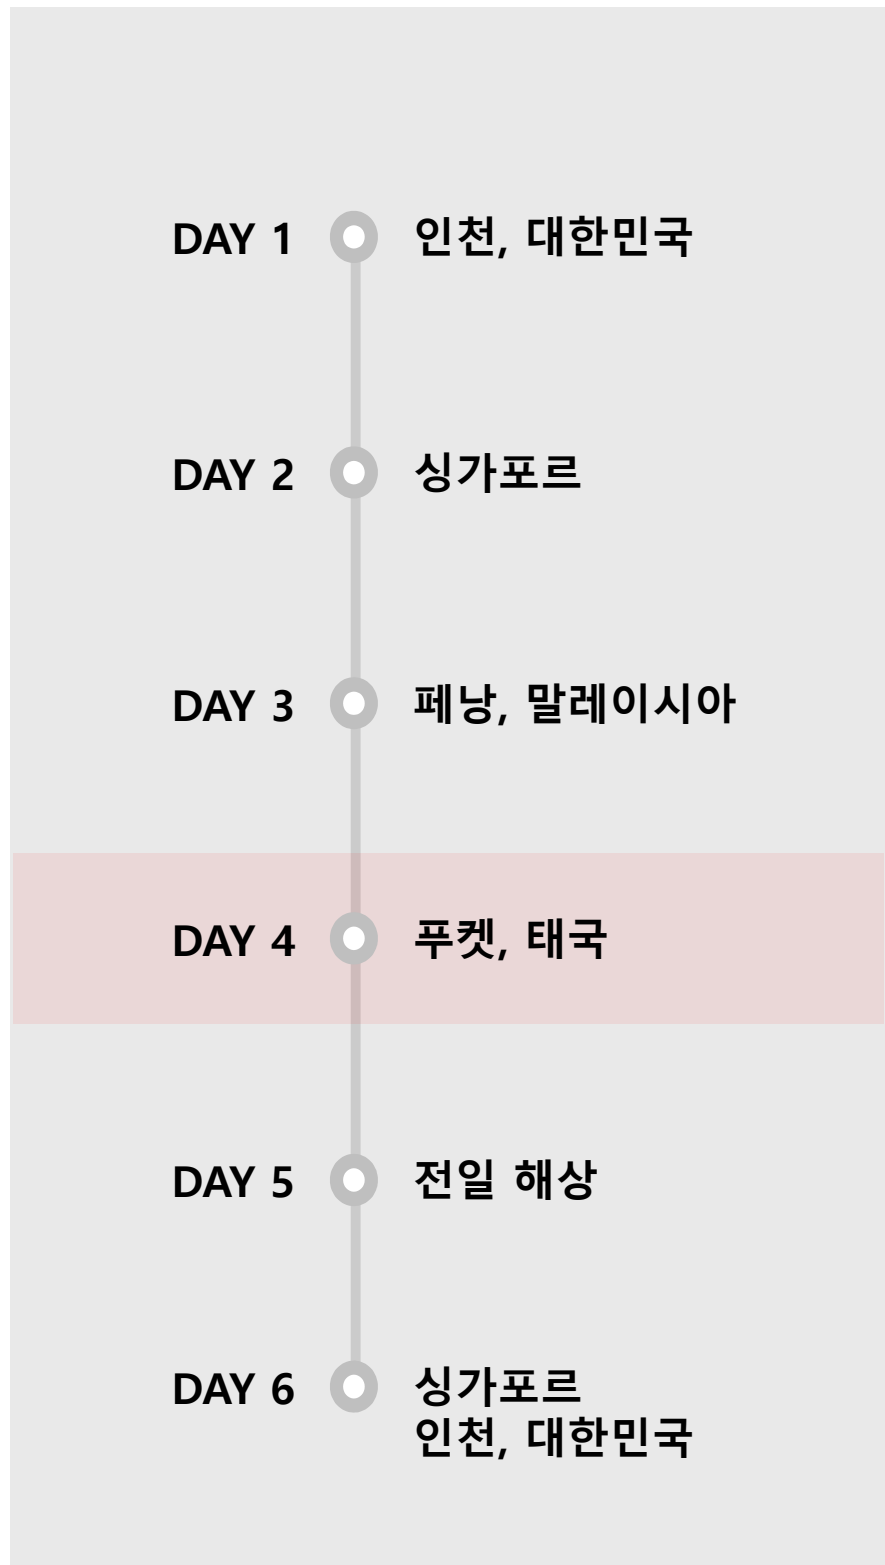 DAY 1 인천, 대한민국
DAY 2 싱가포르
DAY 3 페낭, 말레이시아
DAY 4 푸켓, 태국
DAY 5 전일 해상
DAY 6 싱가포르
인천, 대한민국